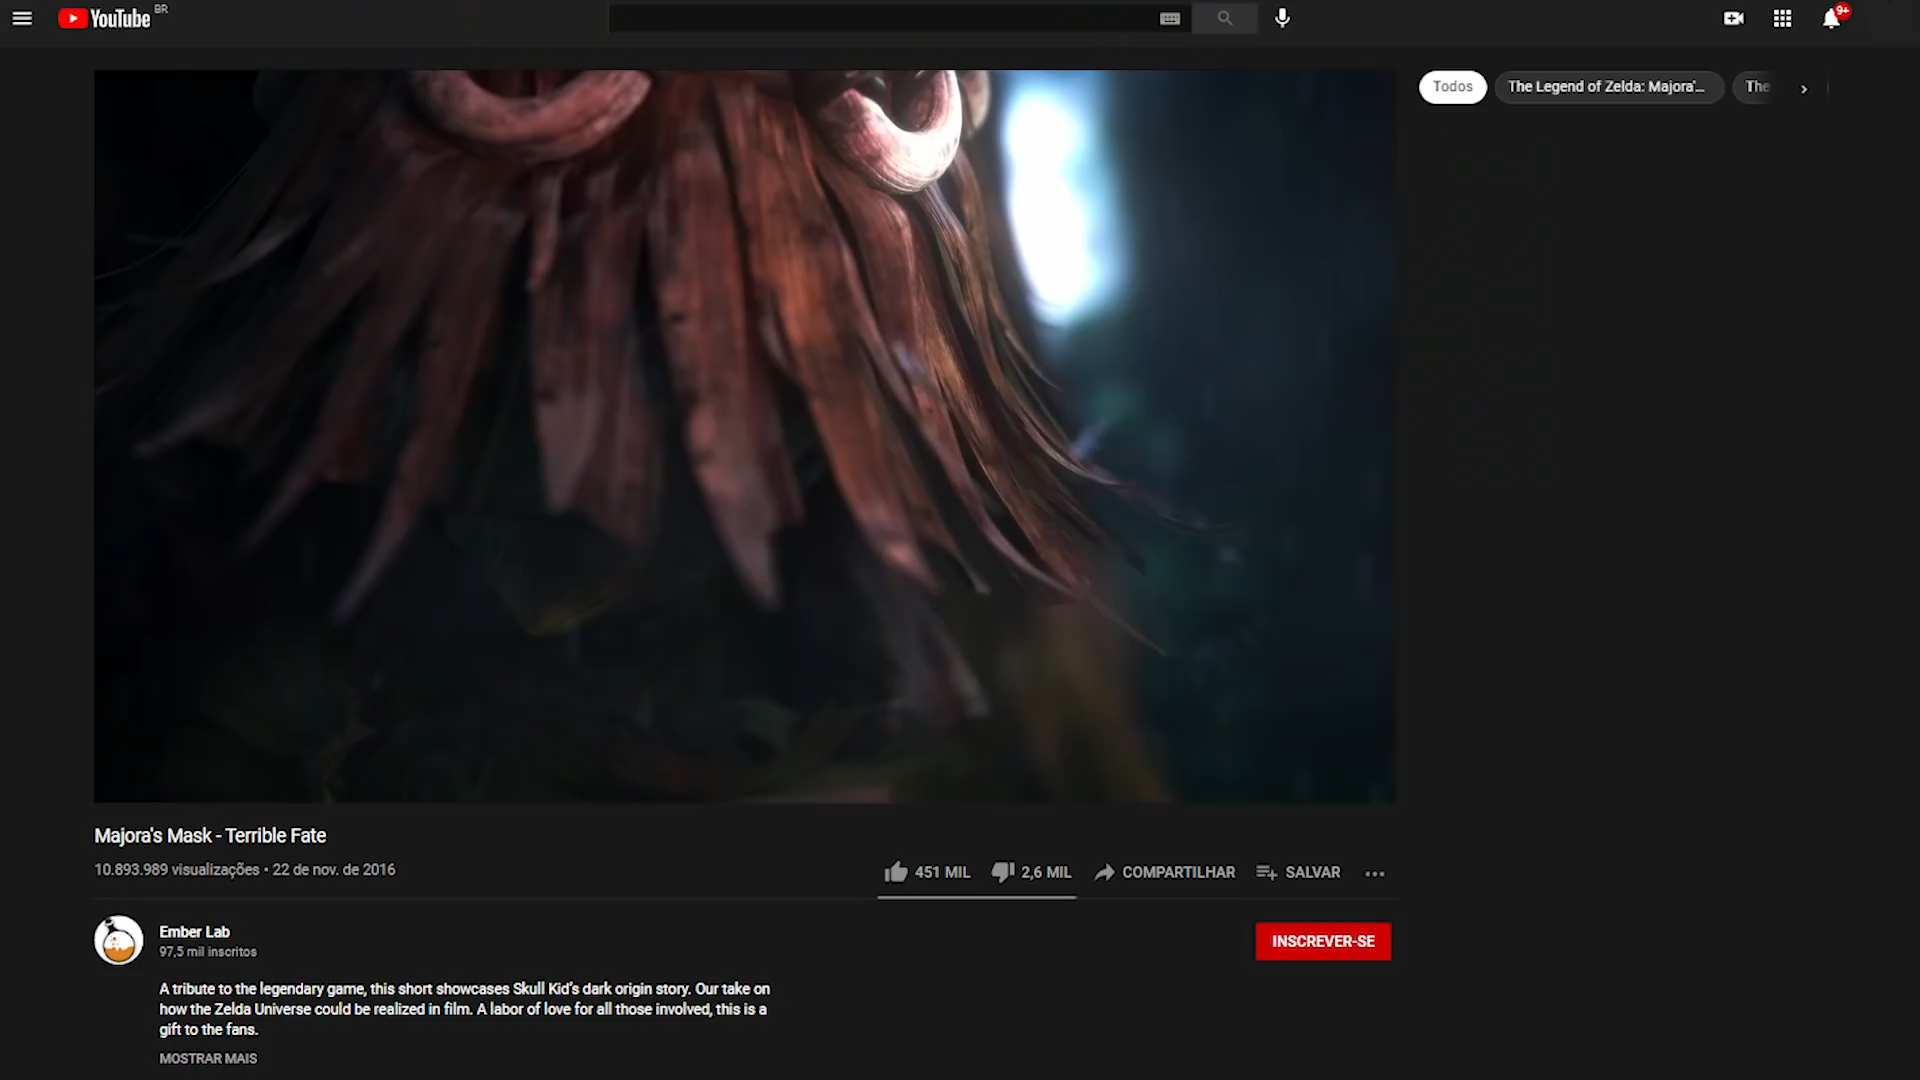 YouTube BR
9+
Todos
The Legend of Zelda: Majora'...
The
Majora's Mask - Terrible Fate
10.893.989 visualizações • 22 de nov. de 2016
451 MIL
2,6 MIL
COMPARTILHAR
SALVAR
Ember Lab
97,5 mil inscritos
INSCREVER-SE
A tribute to the legendary game, this short showcases Skull Kid's dark origin story. Our take on
how the Zelda Universe could be realized in film. A labor of love for all those involved, this is a
gift to the fans.
MOSTRAR MAIS